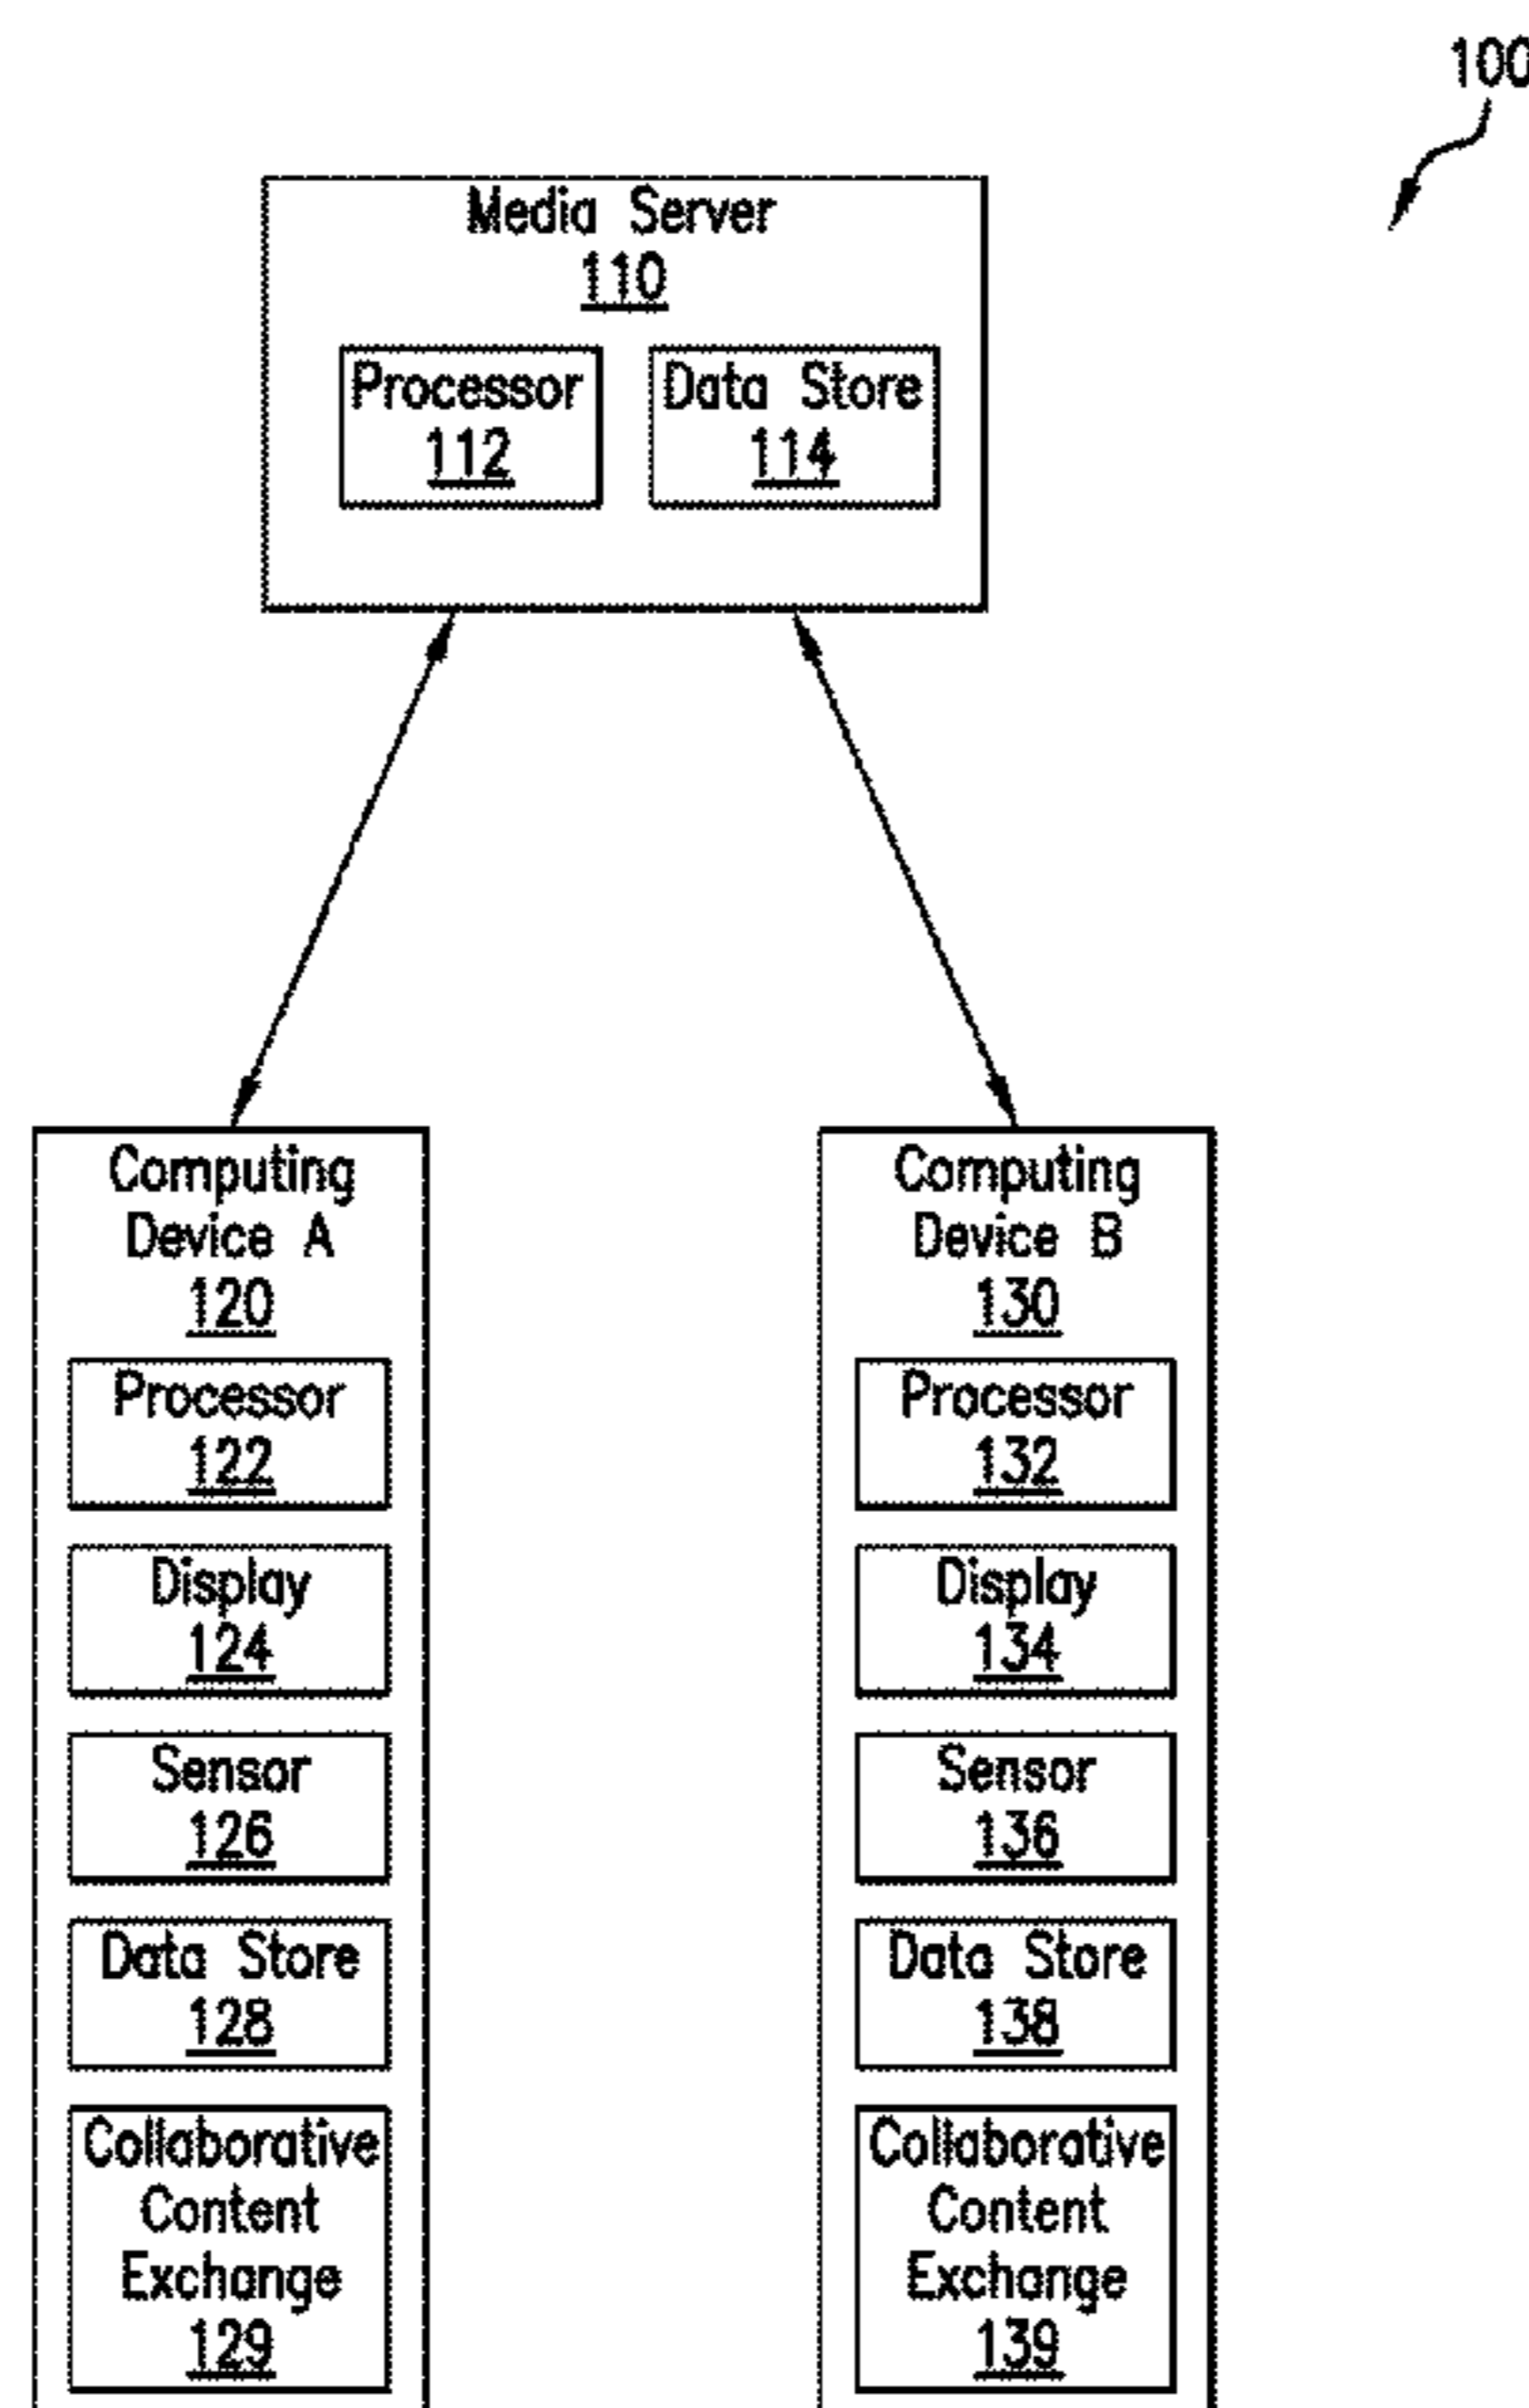 100
Media Server
110
Processor
112
Data Store
114
Computing
Device A
120
Processor
122
Display
124
Sensor
126
Data Store
128
Collaborative
Content
Exchange
129
Computing
Device B
130
Processor
132
Display
134
Sensor
136
Data Store
138
Collaborative
Content
Exchange
139